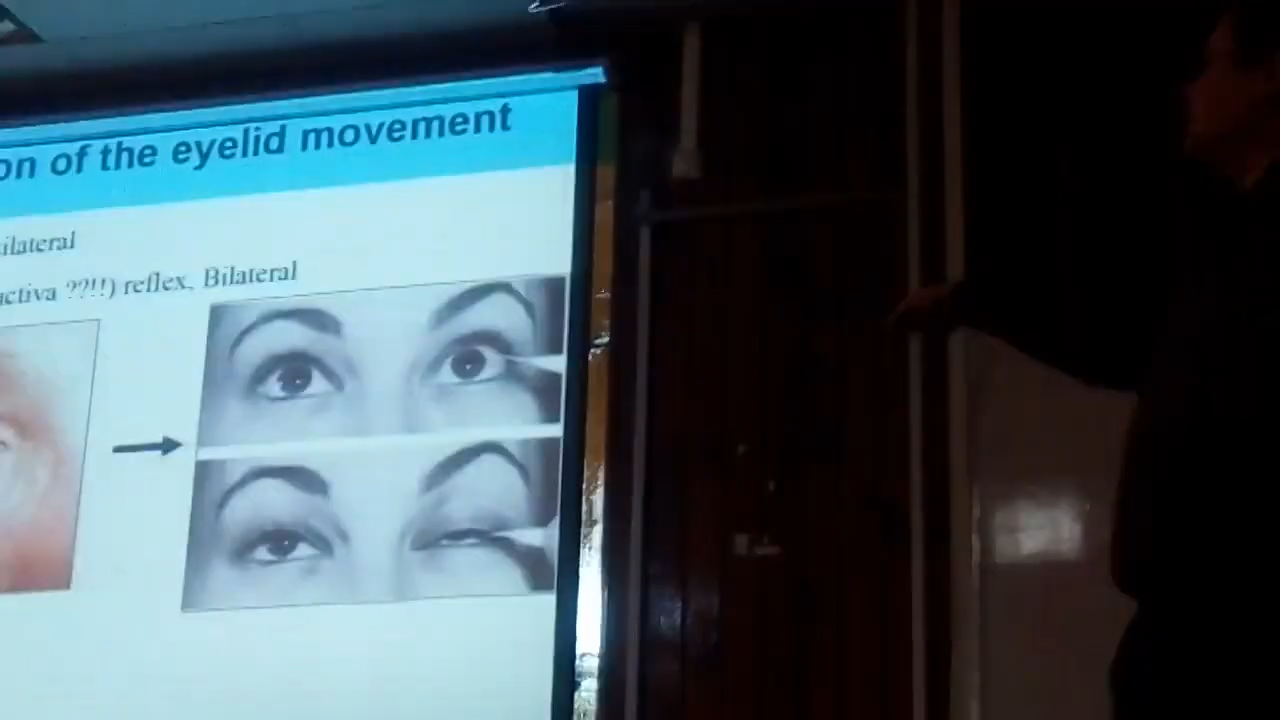 on of the eyelid movement
ilateral
activa ??!!) reflex, Bilateral